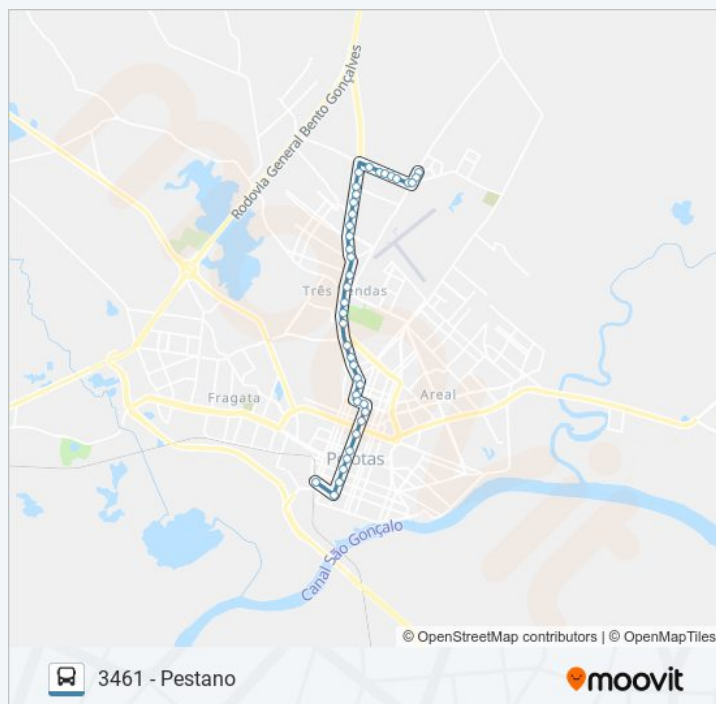 Rodovia General Bento Gonçalves
Três Vendas
Fragata
Areal
Pelotas
Canal São Gonçalo
© OpenStreetMap contributors | © OpenMapTiles
3461 - Pestano
moovit